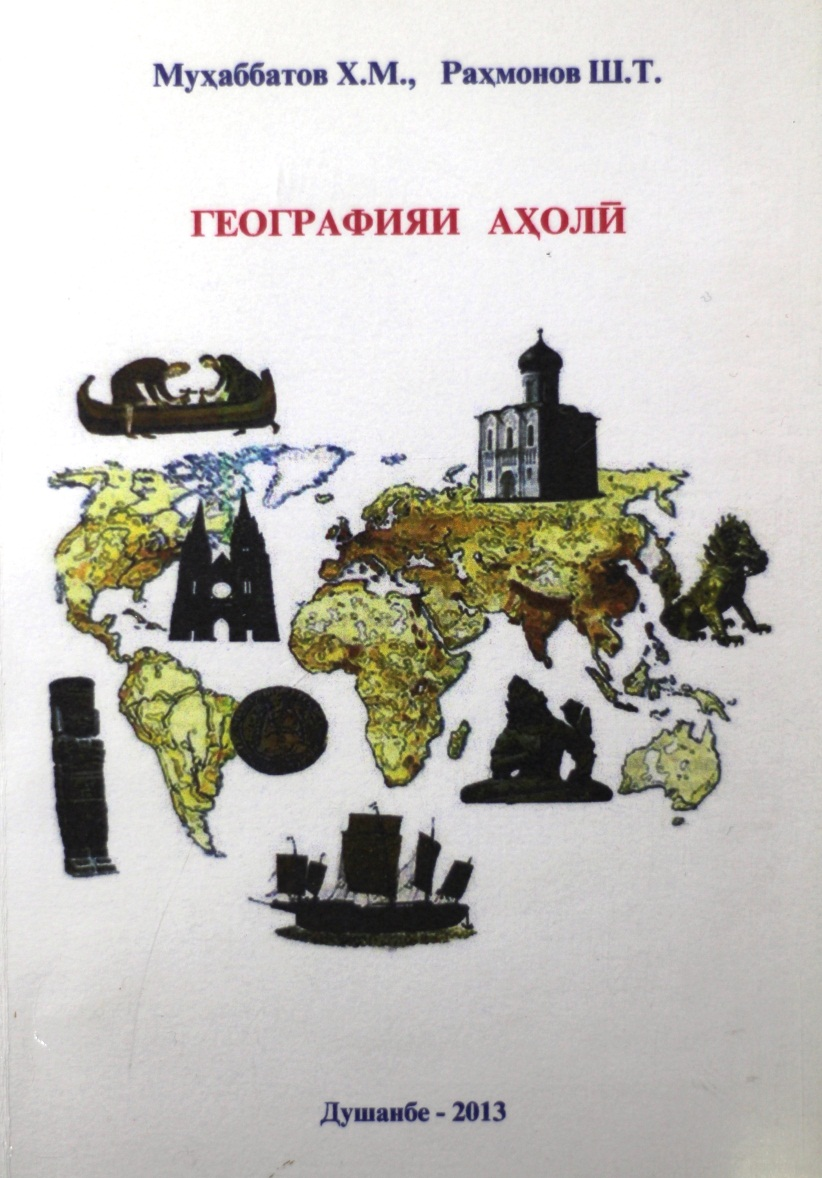 Муҳаббатов Х.М., Раҳмонов Ш.Т.
ГЕОГРАФИЯИ АҲОЛӢ
Душанбе - 2013